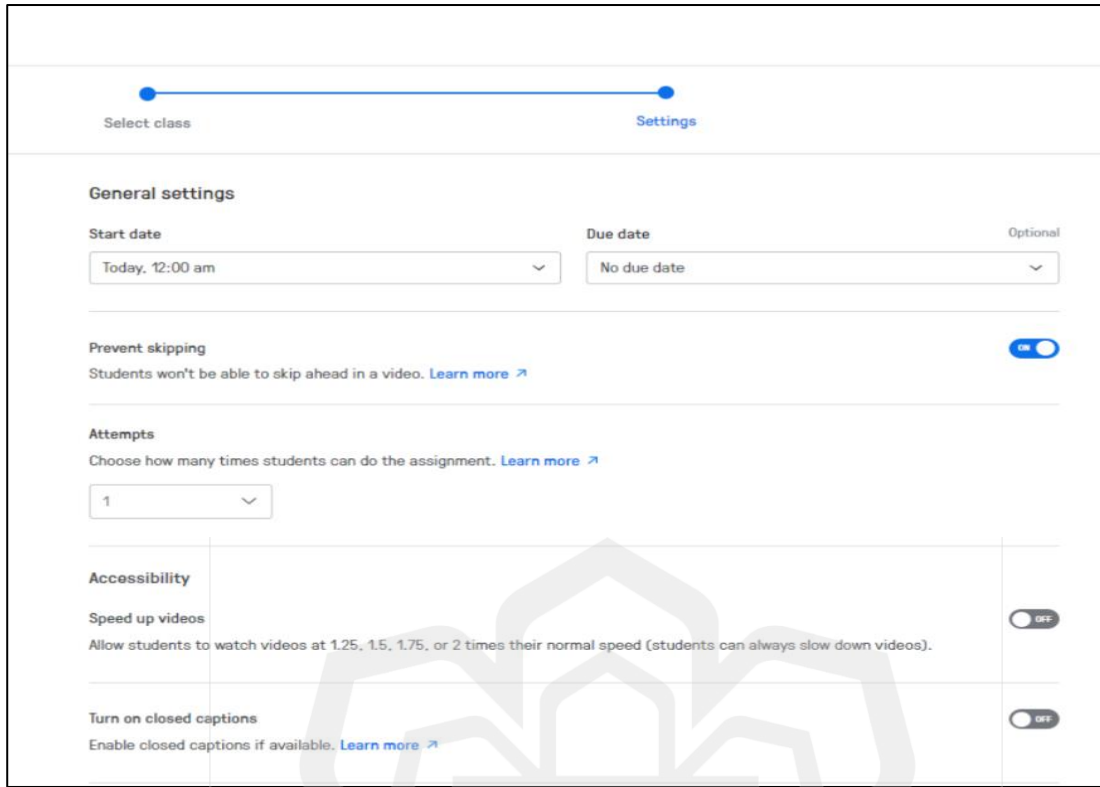 Select class
Settings
General settings
Start date
Due date
Optional
Today, 12:00 am
No due date
Prevent skipping
ON
Students won't be able to skip ahead in a video. Learn more ↗
Attempts
Choose how many times students can do the assignment. Learn more ↗
1
Accessibility
Speed up videos
OFF
Allow students to watch videos at 1.25, 1.5, 1.75, or 2 times their normal speed (students can always slow down videos).
Turn on closed captions
OFF
Enable closed captions if available. Learn more ↗